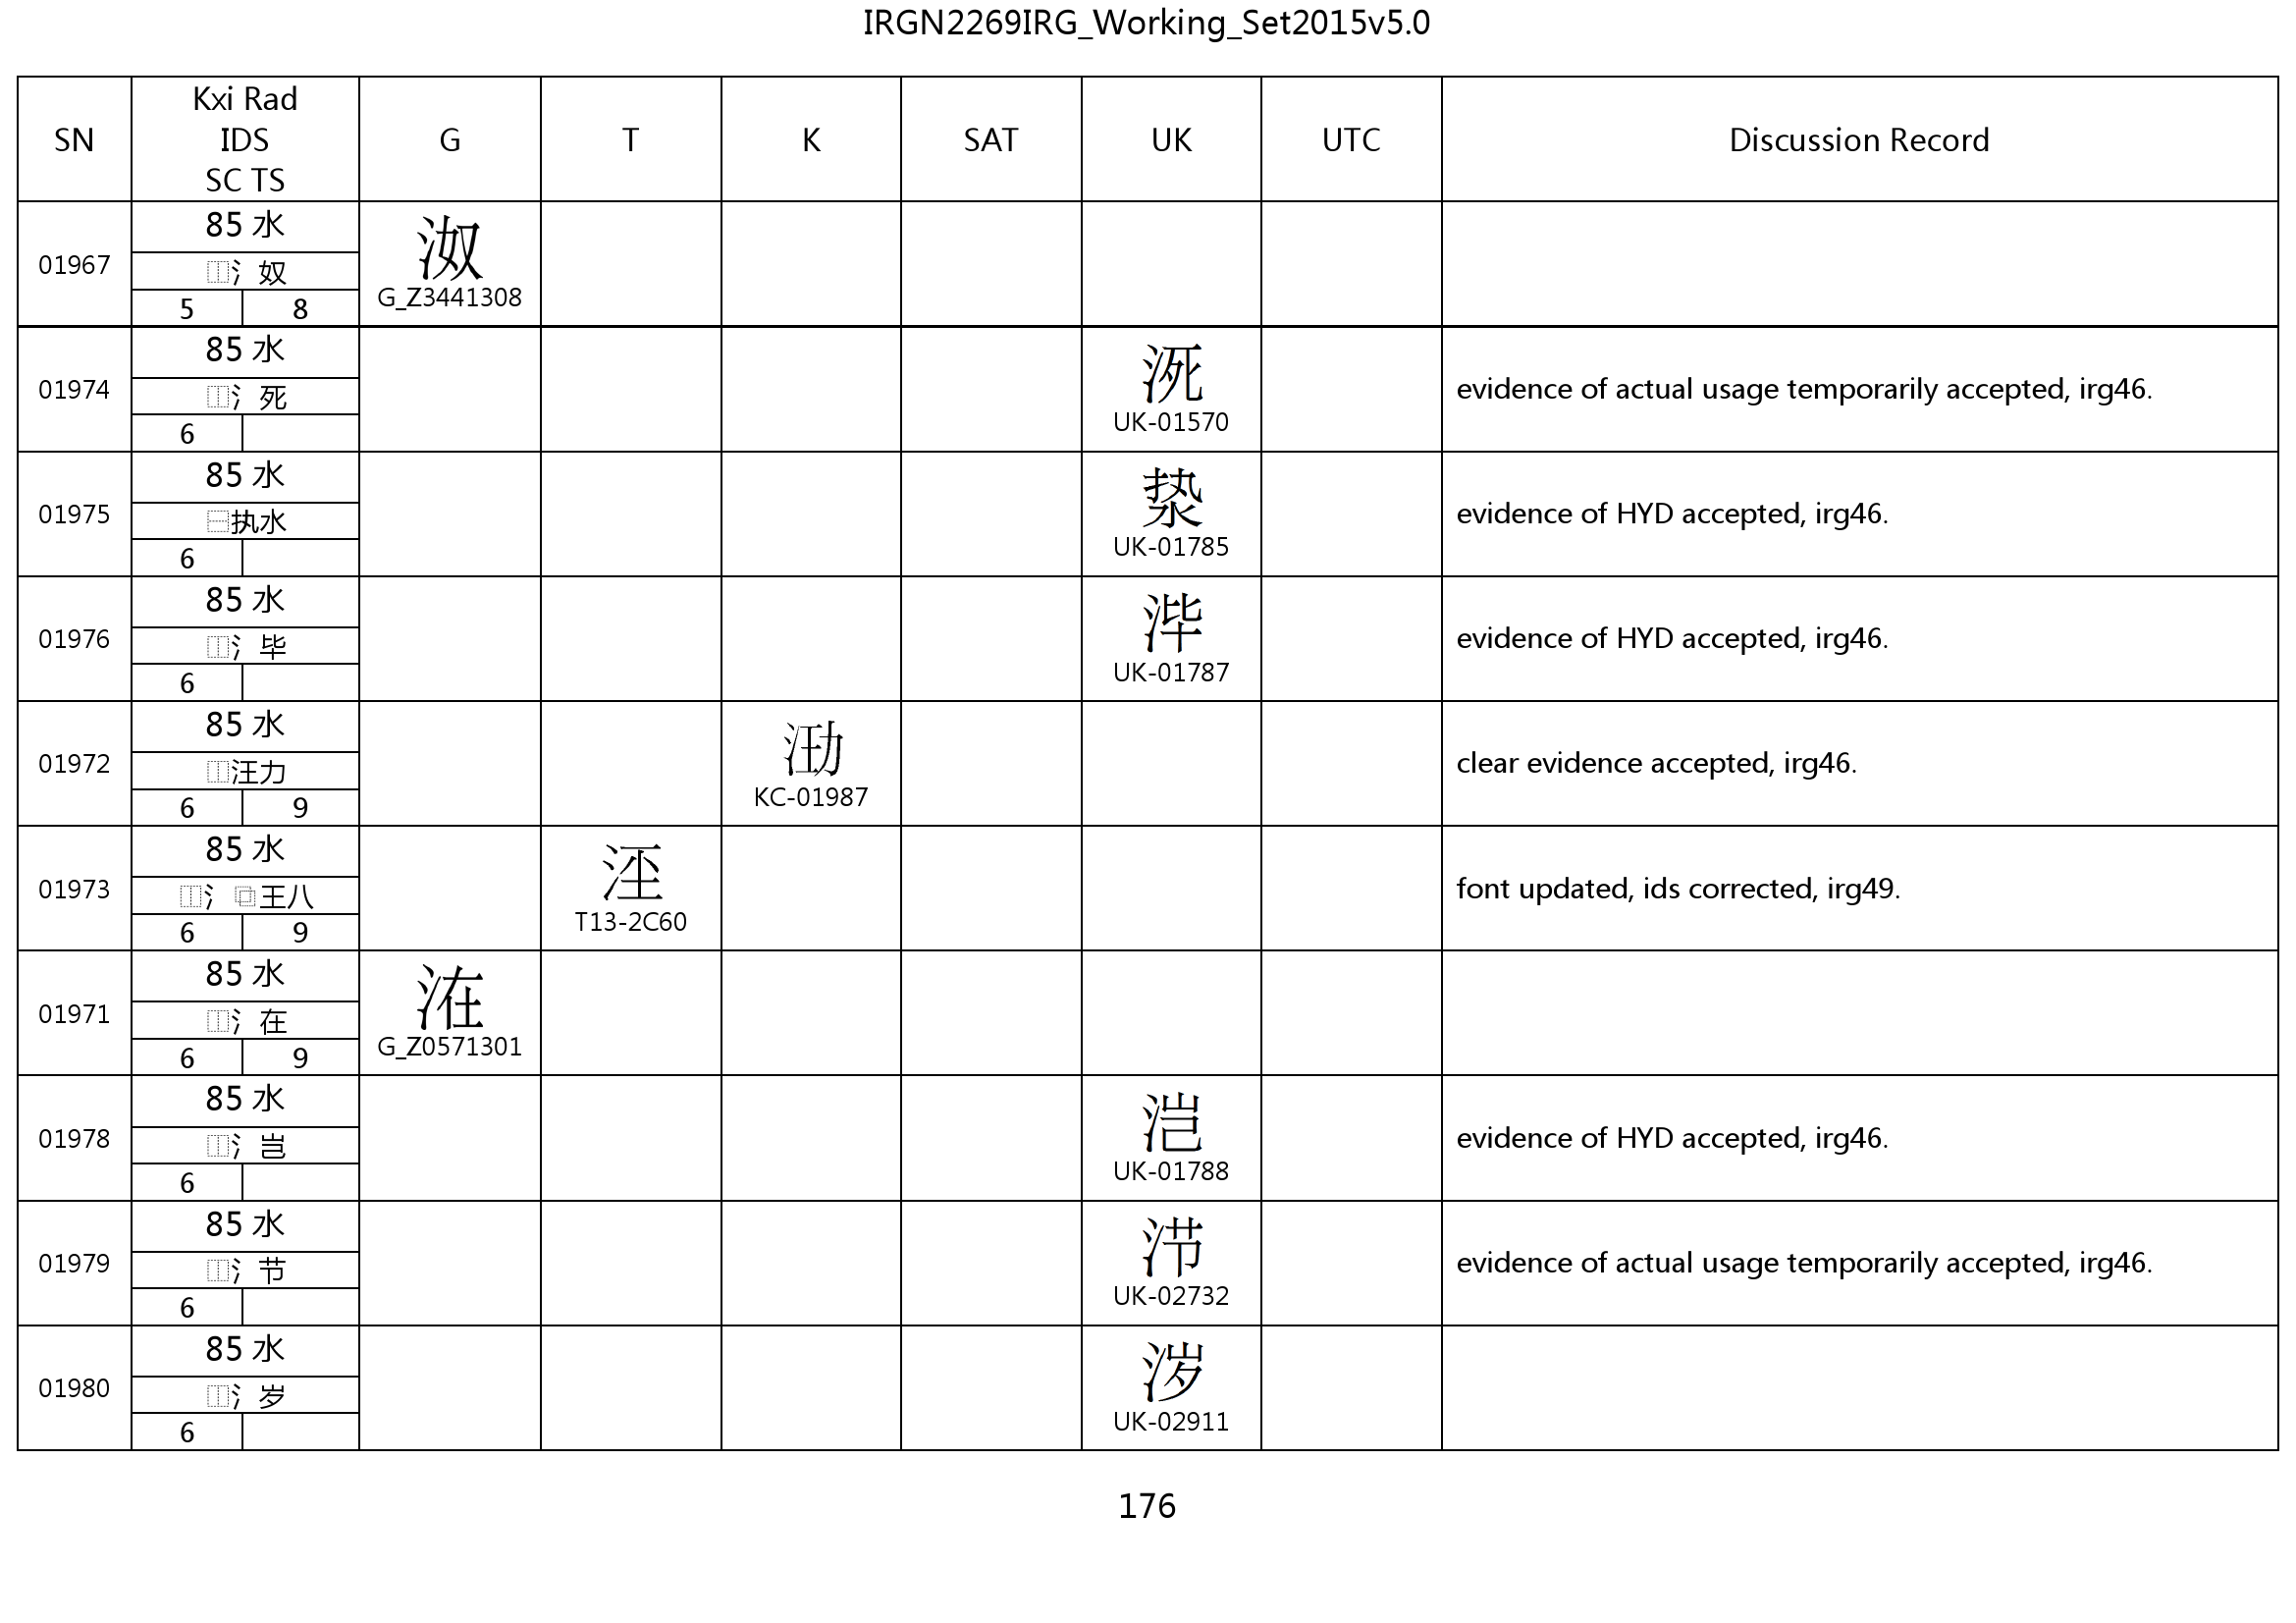 IRGN2269IRG_Working_Set2015v5.0
SN Kxi Rad IDS SC TS G T K SAT UK UTC Discussion Record
01967
85 水
⿰氵奴
5 8
G_Z3441308
01974
85 水
⿰氵死
6
UK-01570
evidence of actual usage temporarily accepted, irg46.
01975
85 水
⿱执水
6
UK-01785
evidence of HYD accepted, irg46.
01976
85 水
⿰氵毕
6
UK-01787
evidence of HYD accepted, irg46.
01972
85 水
⿰汪力
6 9
KC-01987
clear evidence accepted, irg46.
01973
85 水
⿰氵⿻王八
6 9
T13-2C60
font updated, ids corrected, irg49.
01971
85 水
⿰氵在
6 9
G_Z0571301
01978
85 水
⿰氵岂
6
UK-01788
evidence of HYD accepted, irg46.
01979
85 水
⿰氵节
6
UK-02732
evidence of actual usage temporarily accepted, irg46.
01980
85 水
⿰氵岁
6
UK-02911
176